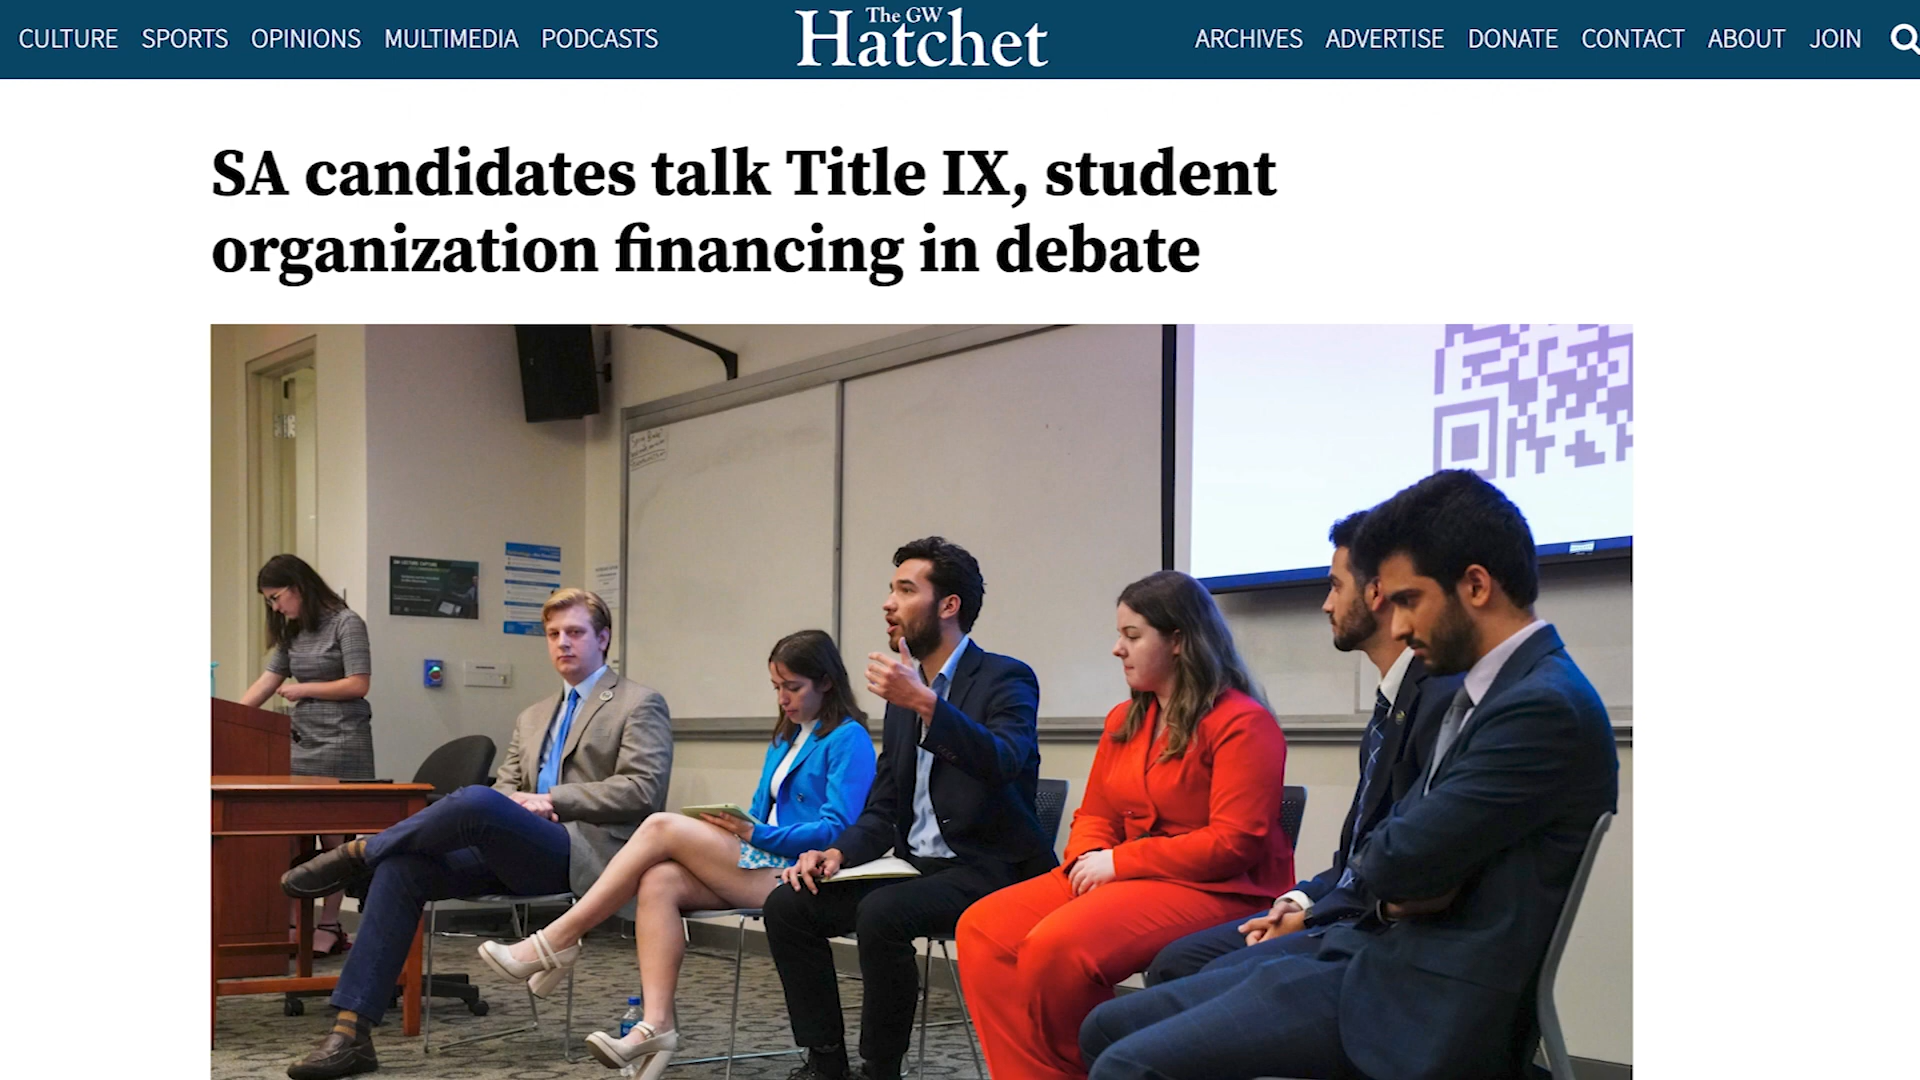 CULTURE SPORTS OPINIONS MULTIMEDIA PODCASTS
The GW
Hatchet
ARCHIVES ADVERTISE DONATE CONTACT ABOUT JOIN
SA candidates talk Title IX, student
organization financing in debate